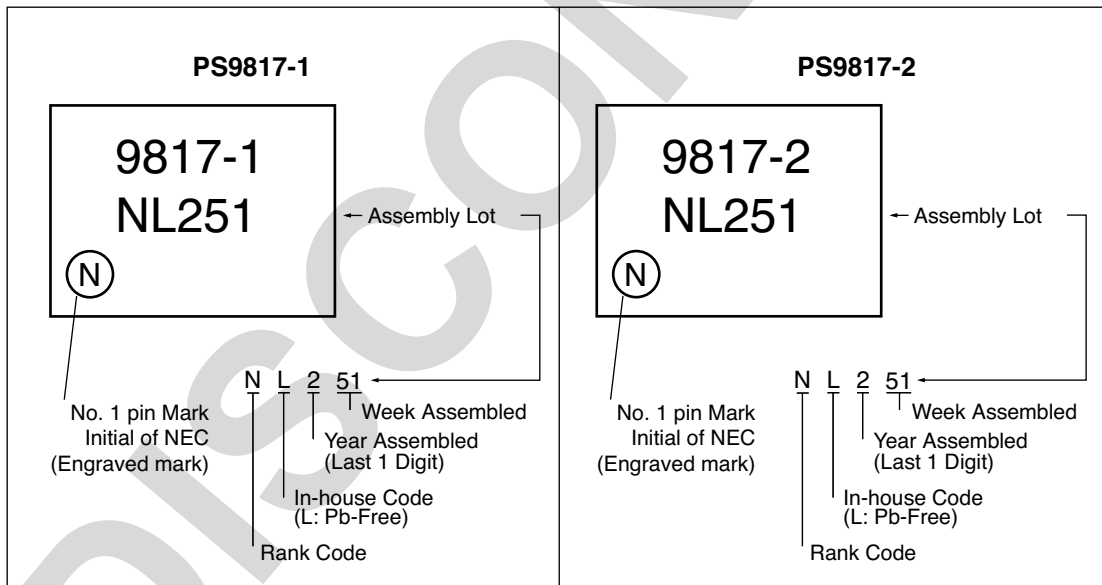 PS9817-1
9817-1
NL251
N
Assembly Lot
N L 2 51
Week Assembled
Year Assembled
(Last 1 Digit)
In-house Code
(L: Pb-Free)
Rank Code
No. 1 pin Mark
Initial of NEC
(Engraved mark)
PS9817-2
9817-2
NL251
N
Assembly Lot
N L 2 51
Week Assembled
Year Assembled
(Last 1 Digit)
In-house Code
(L: Pb-Free)
Rank Code
No. 1 pin Mark
Initial of NEC
(Engraved mark)